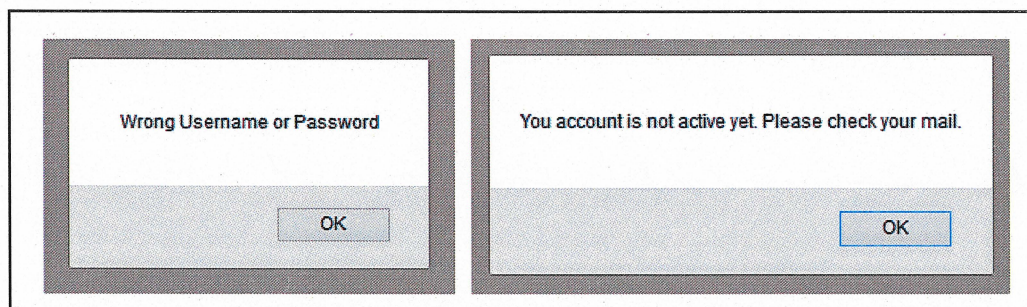 Wrong Username or Password
OK
You account is not active yet. Please check your mail.
OK